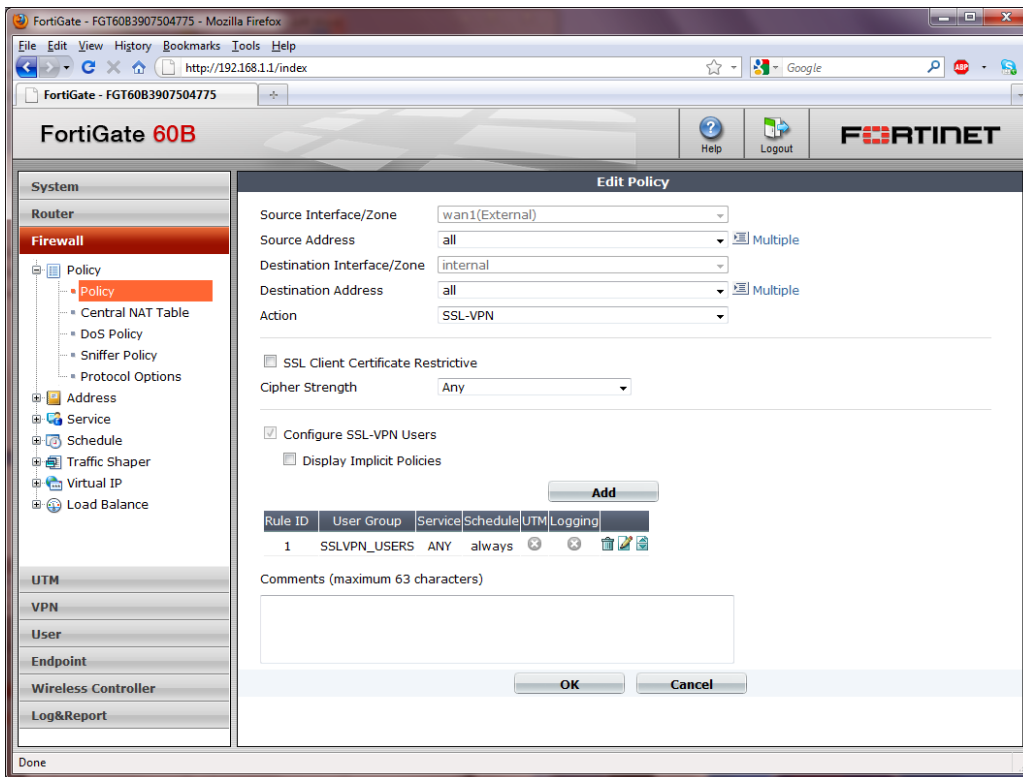 FortiGate - FGT60B3907504775 - Mozilla Firefox
File Edit View History Bookmarks Tools Help
http://192.168.1.1/index
Google
ABP
FortiGate - FGT60B3907504775
FortiGate 60B
Help
Logout
FORTINET
System
Router
Firewall
Policy
Policy
Central NAT Table
DoS Policy
Sniffer Policy
Protocol Options
Address
Service
Schedule
Traffic Shaper
Virtual IP
Load Balance
UTM
VPN
User
Endpoint
Wireless Controller
Log&Report
Edit Policy
Source Interface/Zone wan1(External)
Source Address all Multiple
Destination Interface/Zone internal
Destination Address all Multiple
Action SSL-VPN
SSL Client Certificate Restrictive
Cipher Strength Any
Configure SSL-VPN Users
Display Implicit Policies
Add
Rule ID User Group Service Schedule UTM Logging
1 SSLVPN_USERS ANY always
Comments (maximum 63 characters)
OK Cancel
Done